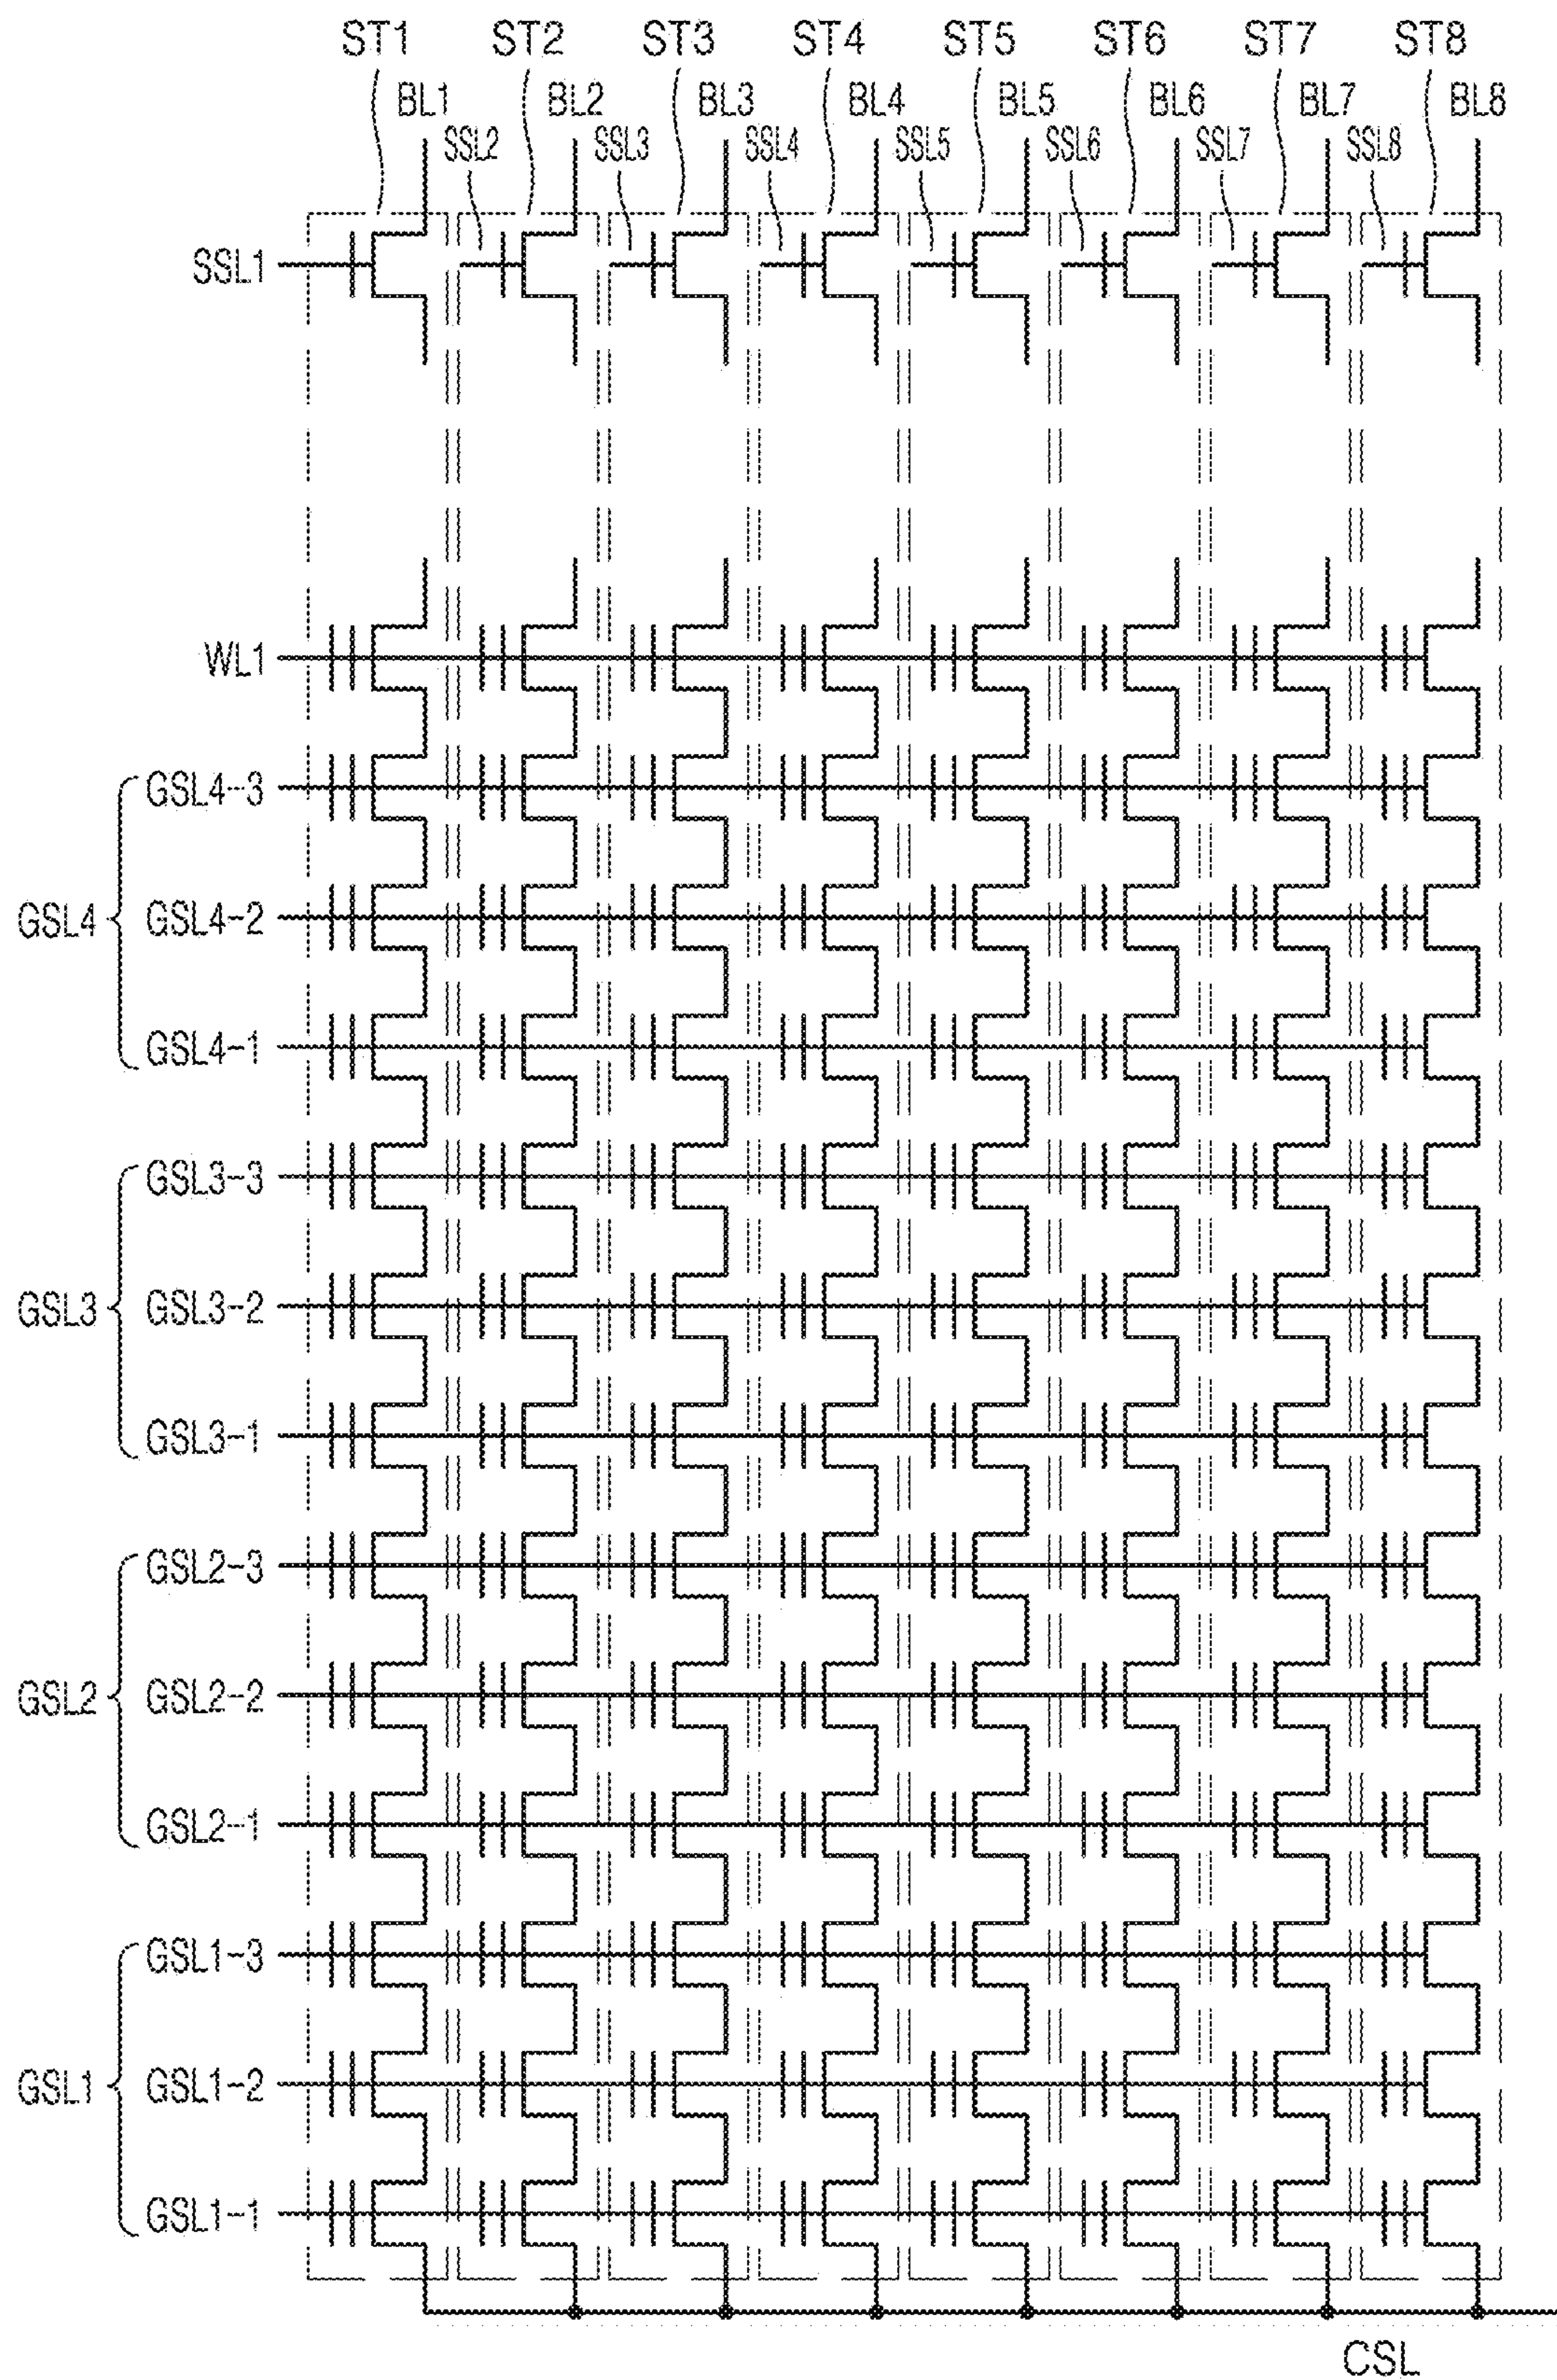 ST1 ST2 ST3 ST4 ST5 ST6 ST7 ST8
BL1 BL2 BL3 BL4 BL5 BL6 BL7 BL8
SSL2 SSL3 SSL4 SSL5 SSL6 SSL7 SSL8
SSL1
WL1
GSL4-3
GSL4 GSL4-2
GSL4-1
GSL3-3
GSL3 GSL3-2
GSL3-1
GSL2-3
GSL2 GSL2-2
GSL2-1
GSL1-3
GSL1 GSL1-2
GSL1-1
CSL